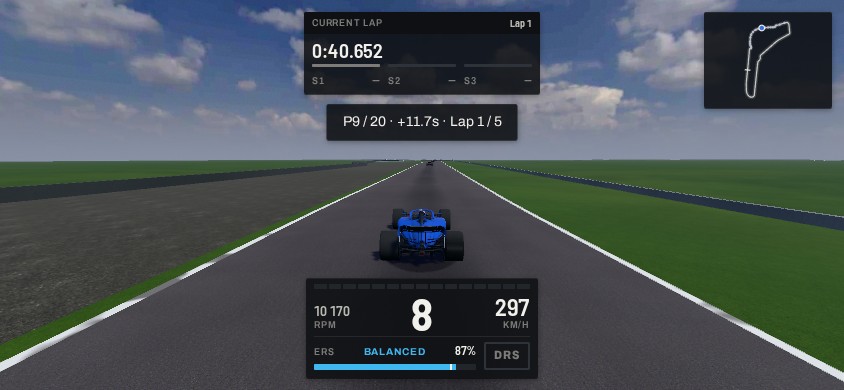 CURRENT LAP Lap 1
0:40.652
S1 – S2 – S3 –
P9 / 20 · +11.7s · Lap 1 / 5
10 170 8 297
RPM KM/H
ERS BALANCED 87% DRS